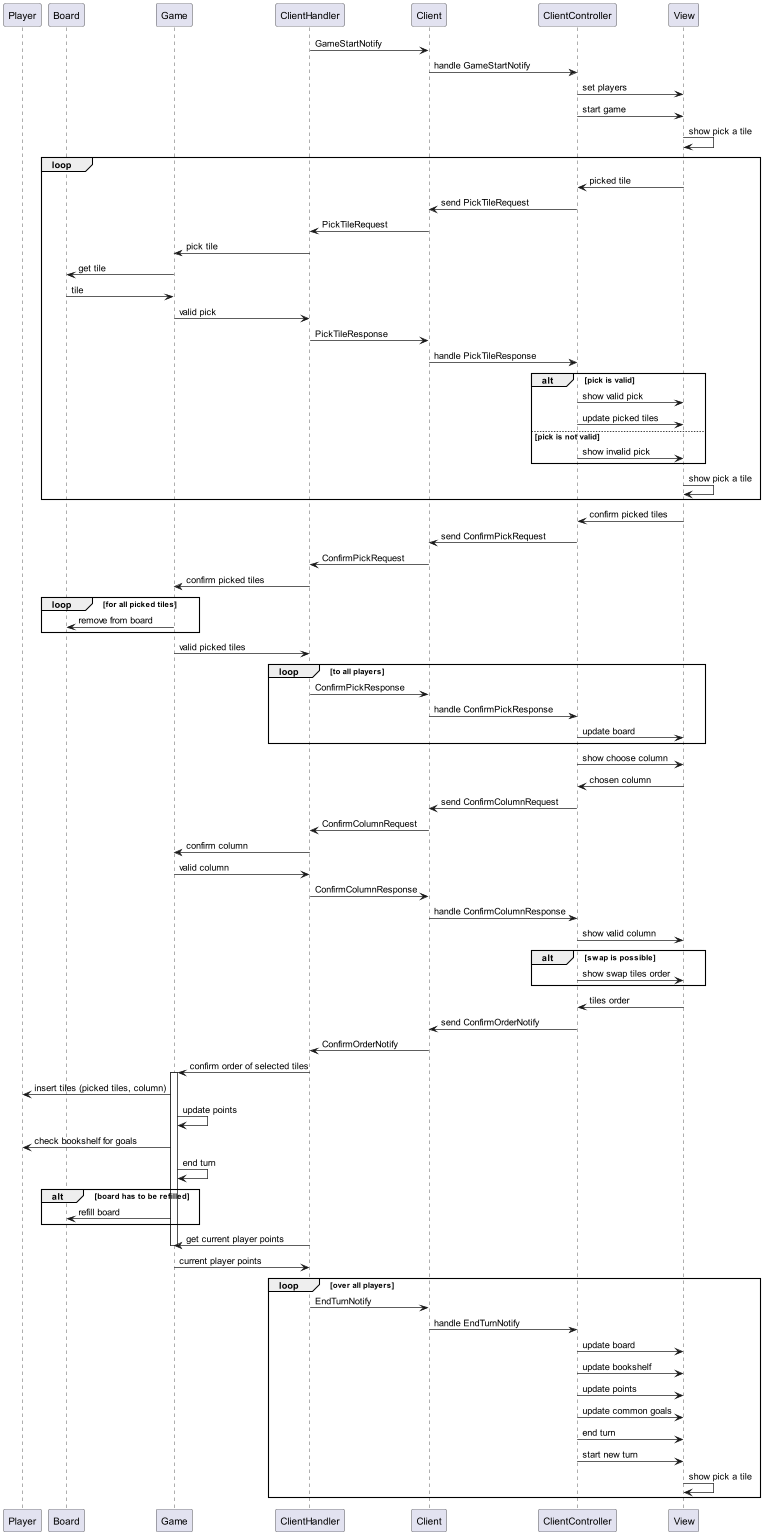 Player Board Game ClientHandler Client ClientController View
GameStartNotify
handle GameStartNotify
set players
start game
show pick a tile
loop
picked tile
send PickTileRequest
PickTileRequest
pick tile
get tile
tile
valid pick
PickTileResponse
handle PickTileResponse
alt [pick is valid]
show valid pick
update picked tiles
[pick is not valid]
show invalid pick
show pick a tile
confirm picked tiles
send ConfirmPickRequest
ConfirmPickRequest
confirm picked tiles
loop [for all picked tiles]
remove from board
valid picked tiles
loop [to all players]
ConfirmPickResponse
handle ConfirmPickResponse
update board
show choose column
chosen column
send ConfirmColumnRequest
ConfirmColumnRequest
confirm column
valid column
ConfirmColumnResponse
handle ConfirmColumnResponse
show valid column
alt [swap is possible]
show swap tiles order
tiles order
send ConfirmOrderNotify
ConfirmOrderNotify
confirm order of selected tiles
insert tiles (picked tiles, column)
update points
check bookshelf for goals
end turn
alt [board has to be refilled]
refill board
get current player points
current player points
loop [over all players]
EndTurnNotify
handle EndTurnNotify
update board
update bookshelf
update points
update common goals
end turn
start new turn
show pick a tile
Player Board Game ClientHandler Client ClientController View